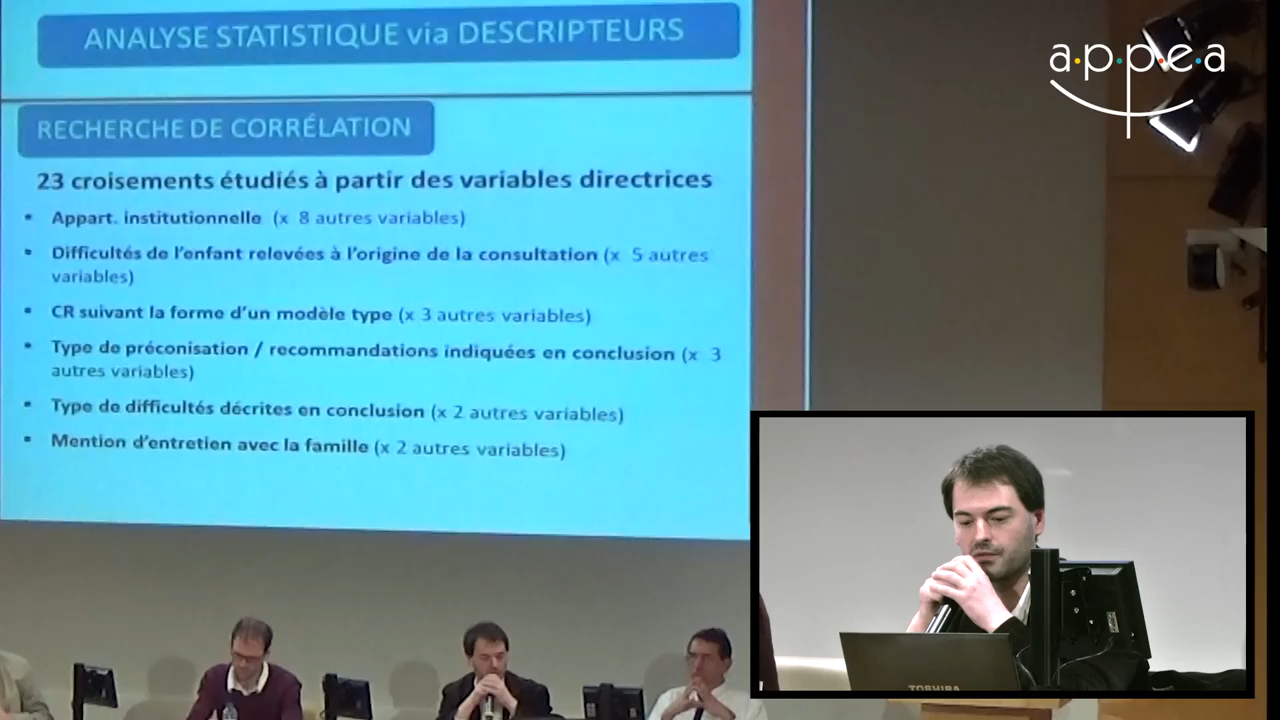 ANALYSE STATISTIQUE via DESCRIPTEURS
RECHERCHE DE CORRÉLATION
23 croisements étudiés à partir des variables directrices
• Appart. institutionnelle (x 8 autres variables)
• Difficultés de l'enfant relevées à l'origine de la consultation (x 5 autres
variables)
• CR suivant la forme d'un modèle type (x 3 autres variables)
• Type de préconisation / recommandations indiquées en conclusion (x 3
autres variables)
• Type de difficultés décrites en conclusion (x 2 autres variables)
• Mention d'entretien avec la famille (x 2 autres variables)
a·p·p·e·a
TOSHIBA